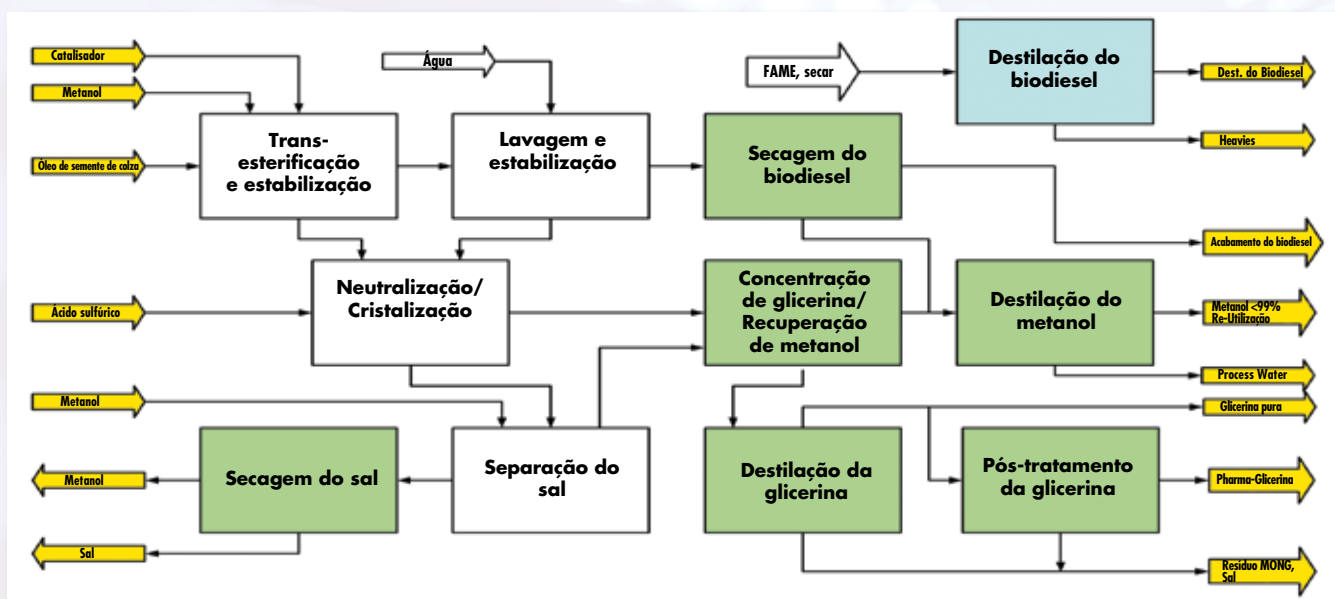 Catalisador
Metanol
Óleo de semente de colza
Água
FAME, secar
Destilação do
biodiesel
Dest. do Biodiesel
Heavies
Trans-
esterificação
e estabilização
Lavagem e
estabilização
Secagem do
biodiesel
Acabamento do biodiesel
Ácido sulfúrico
Neutralização/
Cristalização
Concentração
de glicerina/
Recuperação
de metanol
Destilação do
metanol
Metanol <99%
Re-Utilização
Process Water
Metanol
Glicerina pura
Metanol
Secagem do sal
Separação do
sal
Destilação da
glicerina
Pós-tratamento
da glicerina
Pharma-Glicerina
Sal
Resíduo MONG,
Sal